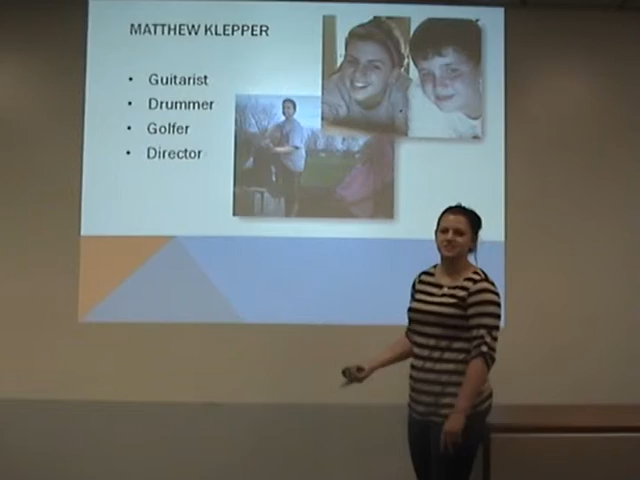 MATTHEW KLEPPER
• Guitarist
• Drummer
• Golfer
• Director